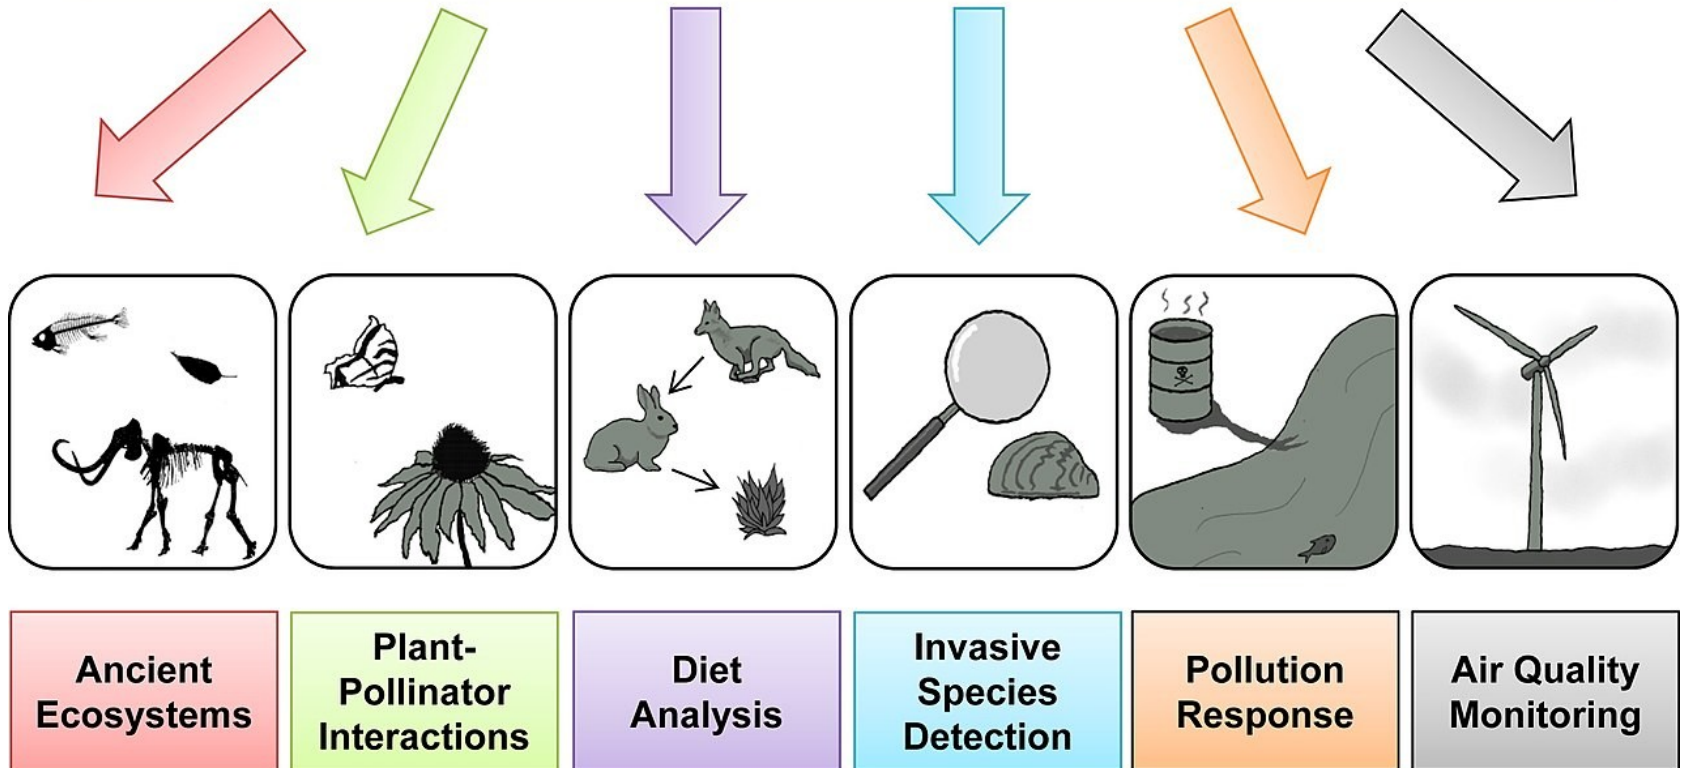 Ancient
Ecosystems
Plant-
Pollinator
Interactions
Diet
Analysis
Invasive
Species
Detection
Pollution
Response
Air Quality
Monitoring